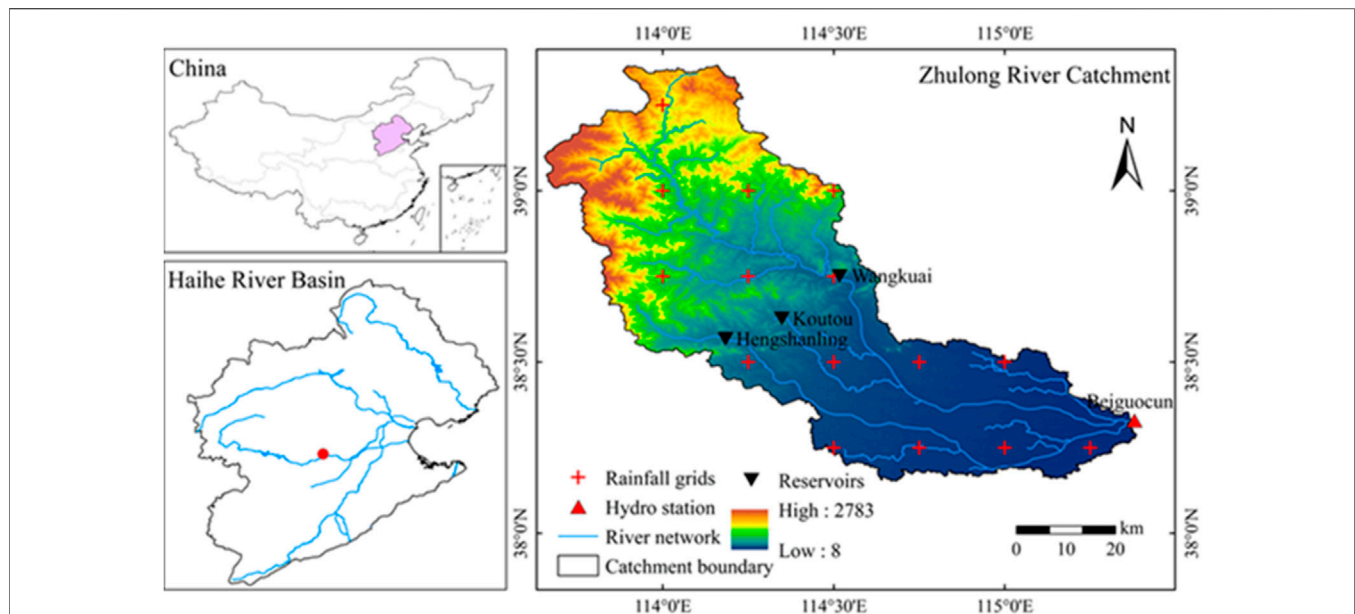 China
Haihe River Basin
114°0'E 114°30'E 115°0'E
Zhulong River Catchment
N
39°0'N
39°0'N
Wangkuai
Koutou
Hengshanling
38°30'N
38°30'N
Beiguocun
Rainfall grids
Reservoirs
Hydro station
High : 2783
River network
Low : 8
Catchment boundary
km
0 10 20
38°0'N
38°0'N
114°0'E 114°30'E 115°0'E